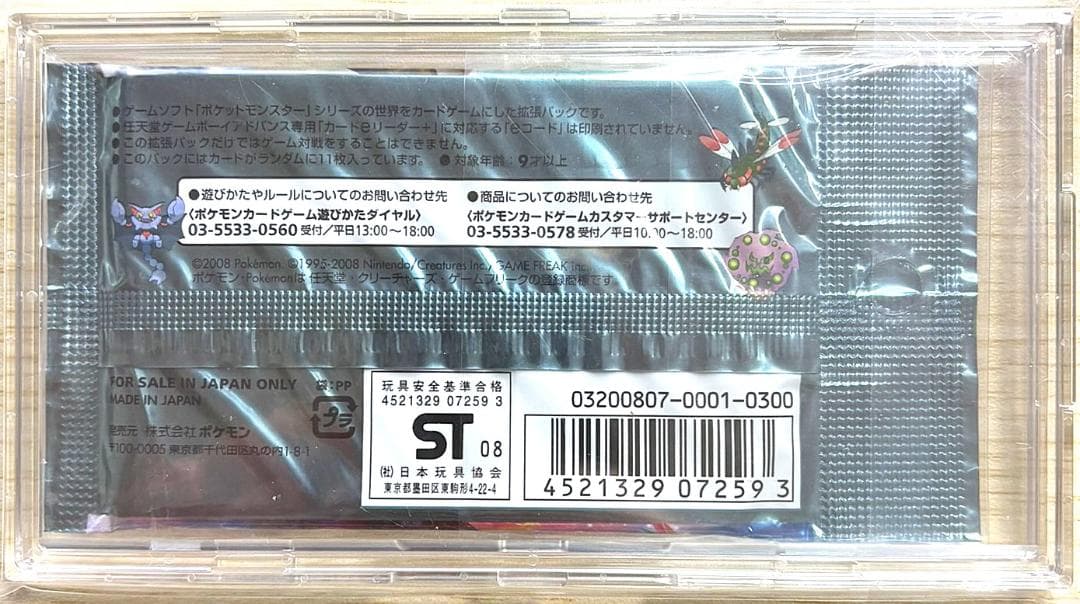 ●ゲームソフト「ポケットモンスター」シリーズの世界をカードゲームにした拡張パックです。
●任天堂ゲームボーイアドバンス専用「カードeリーダー+」に対応する「eコード」は印刷されていません。
●この拡張パックだけではゲーム対戦をすることはできません。
●このパックにはカードがランダムに11枚入っています。 ●対象年齢：9才以上
●遊びかたやルールについてのお問い合わせ先
〈ポケモンカードゲーム遊びかたダイヤル〉
03-5533-0560 受付／平日13:00〜18:00
●商品についてのお問い合わせ先
〈ポケモンカードゲームカスタマーサポートセンター〉
03-5533-0578 受付／平日10:00〜18:00
©2008 Pokémon. ©1995-2008 Nintendo/Creatures Inc./GAME FREAK inc.
ポケモン・Pokémonは 任天堂・クリーチャーズ・ゲームフリークの登録商標です。
FOR SALE IN JAPAN ONLY 袋:PP
MADE IN JAPAN
プラ
発売元 株式会社 ポケモン
〒100-0005 東京都千代田区丸の内1-8-1
玩具安全基準合格
4521329 07259 3
ST 08
(社)日本玩具協会
東京都墨田区東駒形4-22-4
03200807-0001-0300
4521329 07259 3